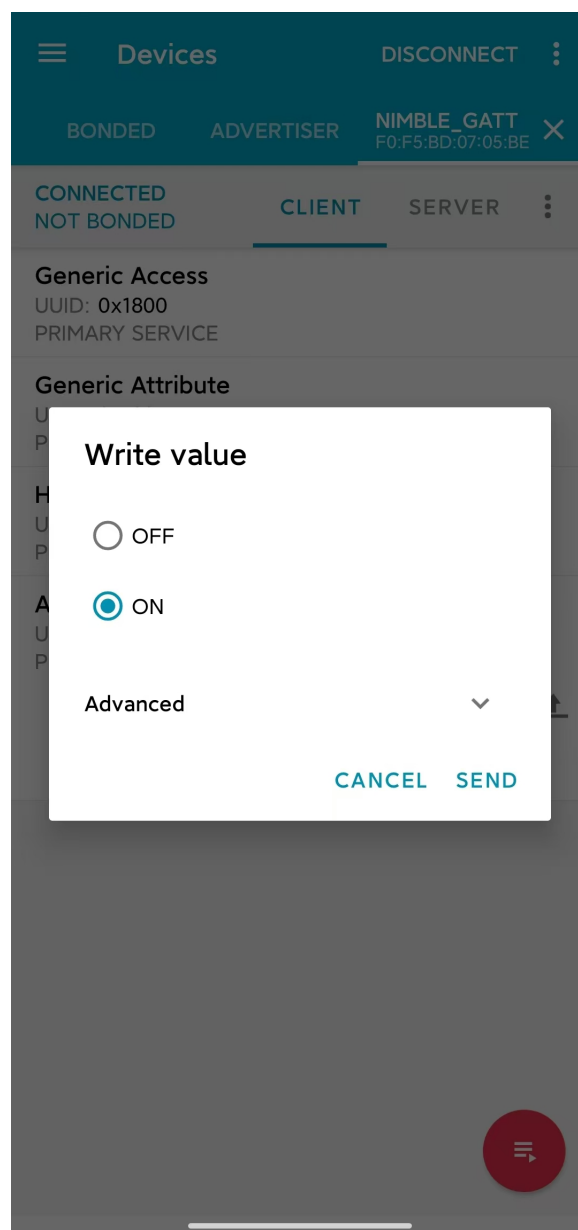 Devices
DISCONNECT
BONDED
ADVERTISER
NIMBLE_GATT
F0:F5:BD:07:05:BE
CONNECTED
NOT BONDED
CLIENT
SERVER
Generic Access
UUID: 0x1800
PRIMARY SERVICE
Generic Attribute
U
P
H
U
P
A
U
P
Write value
OFF
ON
Advanced
CANCEL
SEND